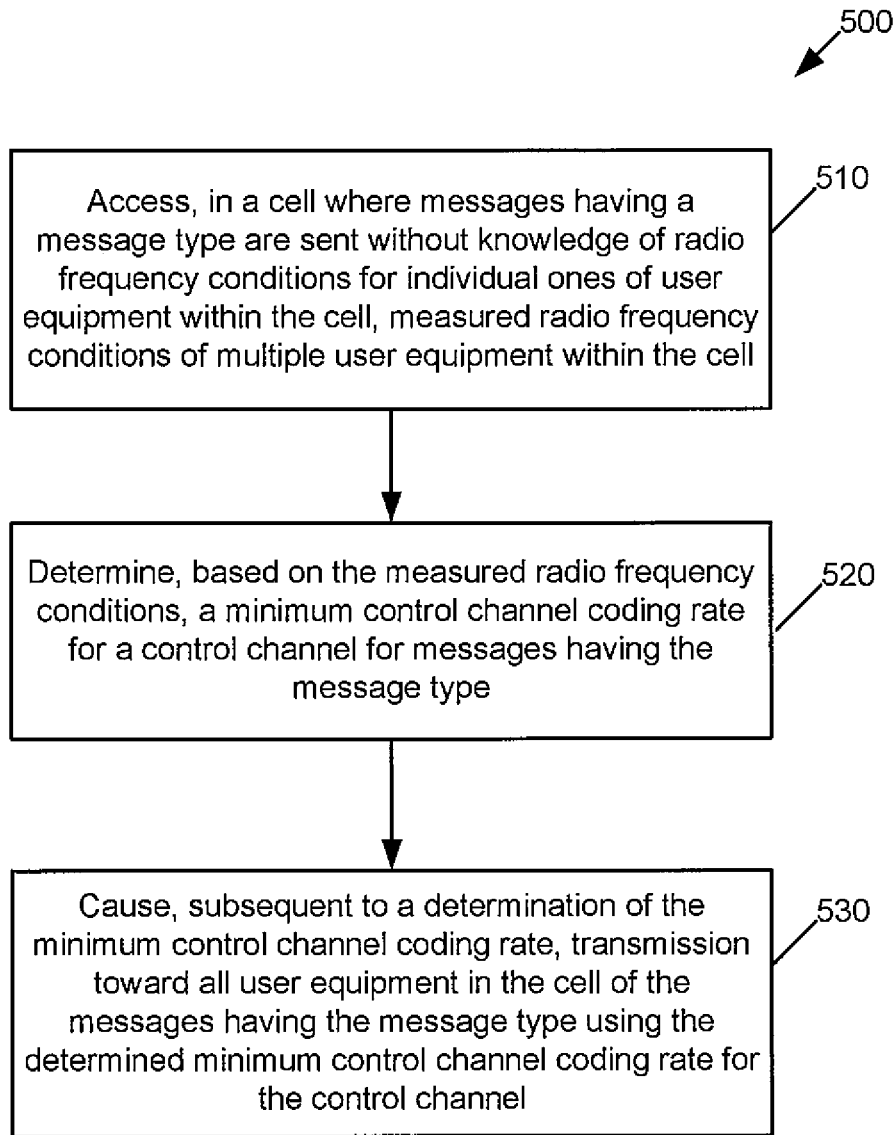 500
Access, in a cell where messages having a
message type are sent without knowledge of radio
frequency conditions for individual ones of user
equipment within the cell, measured radio frequency
conditions of multiple user equipment within the cell
510
Determine, based on the measured radio frequency
conditions, a minimum control channel coding rate
for a control channel for messages having the
message type
520
Cause, subsequent to a determination of the
minimum control channel coding rate, transmission
toward all user equipment in the cell of the
messages having the message type using the
determined minimum control channel coding rate for
the control channel
530